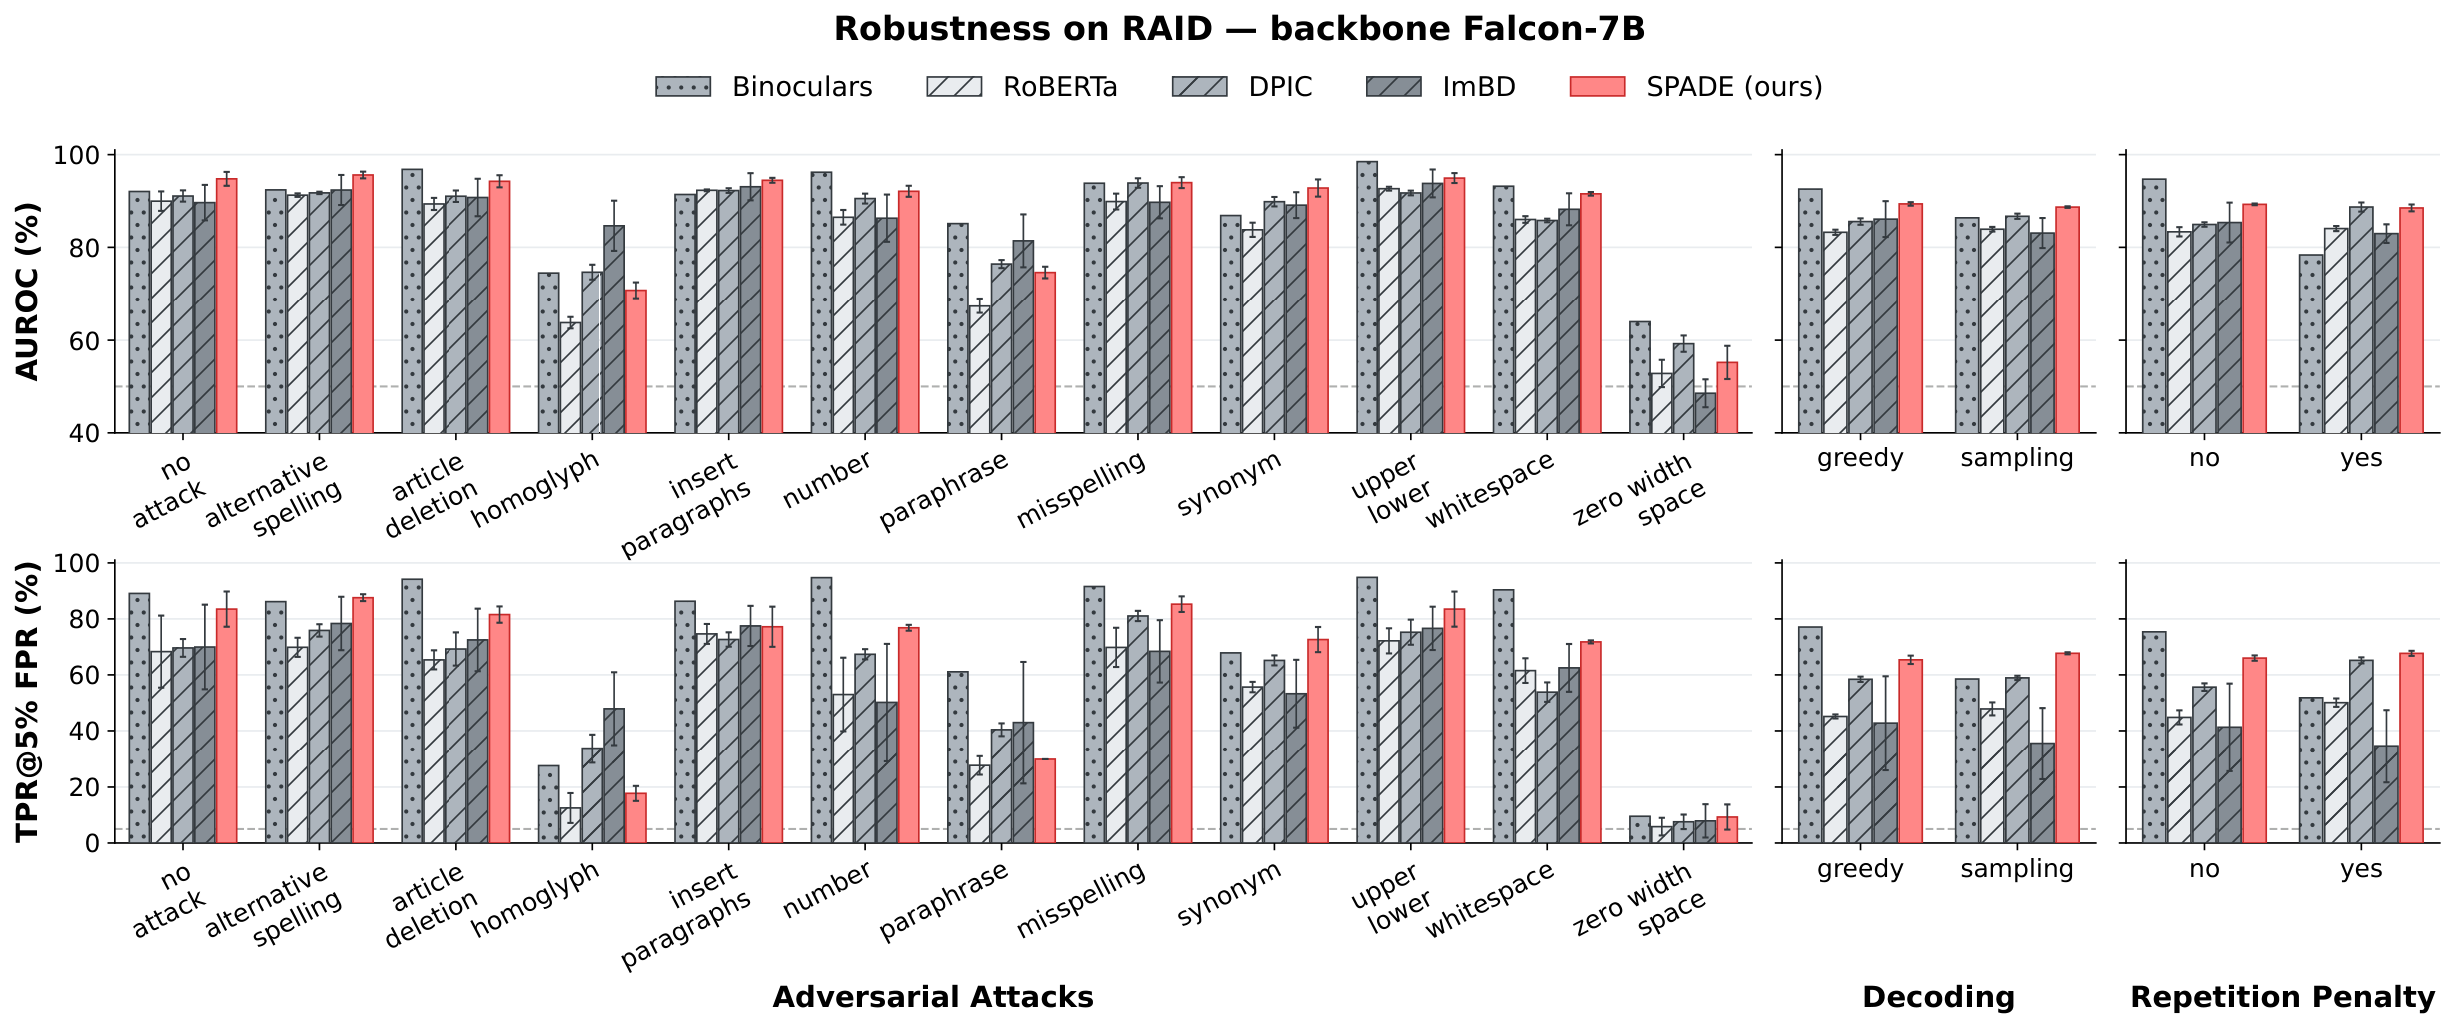 Robustness on RAID — backbone Falcon-7B
Binoculars
RoBERTa
DPIC
ImBD
SPADE (ours)
AUROC (%)
100
80
60
40
no
attack
alternative
spelling
article
deletion
homoglyph
insert
paragraphs
number
paraphrase
misspelling
synonym
upper
lower
whitespace
zero width
space
greedy
sampling
no
yes
TPR@5% FPR (%)
100
80
60
40
20
0
no
attack
alternative
spelling
article
deletion
homoglyph
insert
paragraphs
number
paraphrase
misspelling
synonym
upper
lower
whitespace
zero width
space
greedy
sampling
no
yes
Adversarial Attacks
Decoding
Repetition Penalty